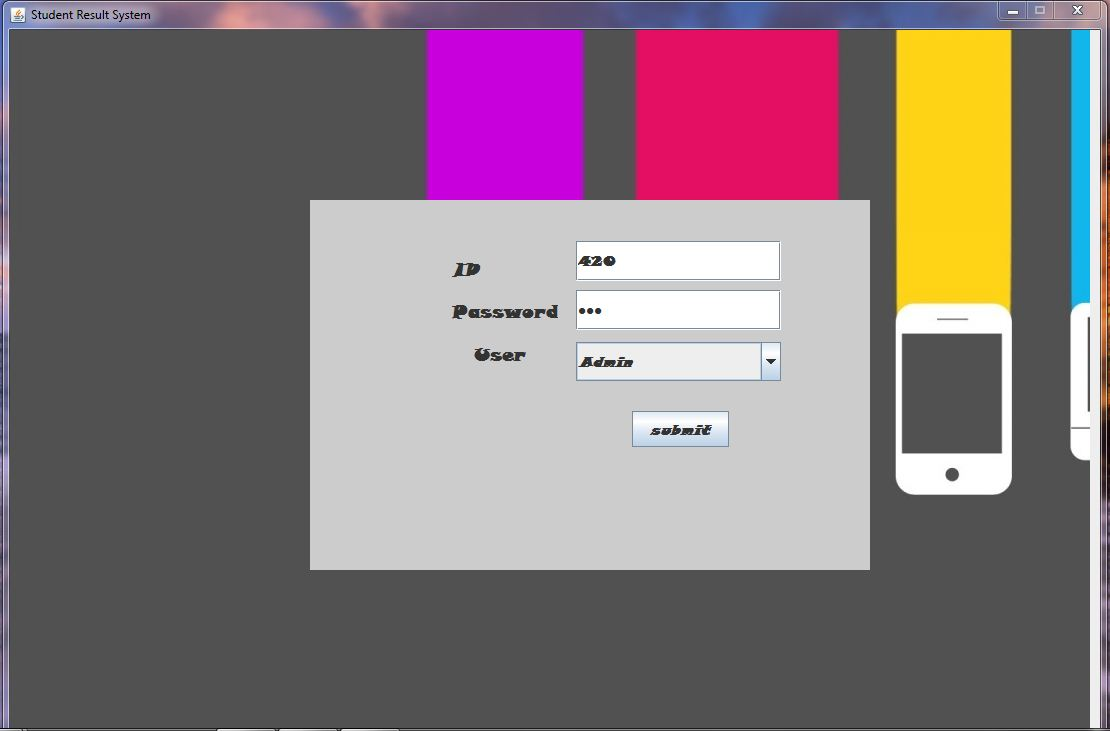 Student Result System
ID
420
Password
•••
User
Admin
submit